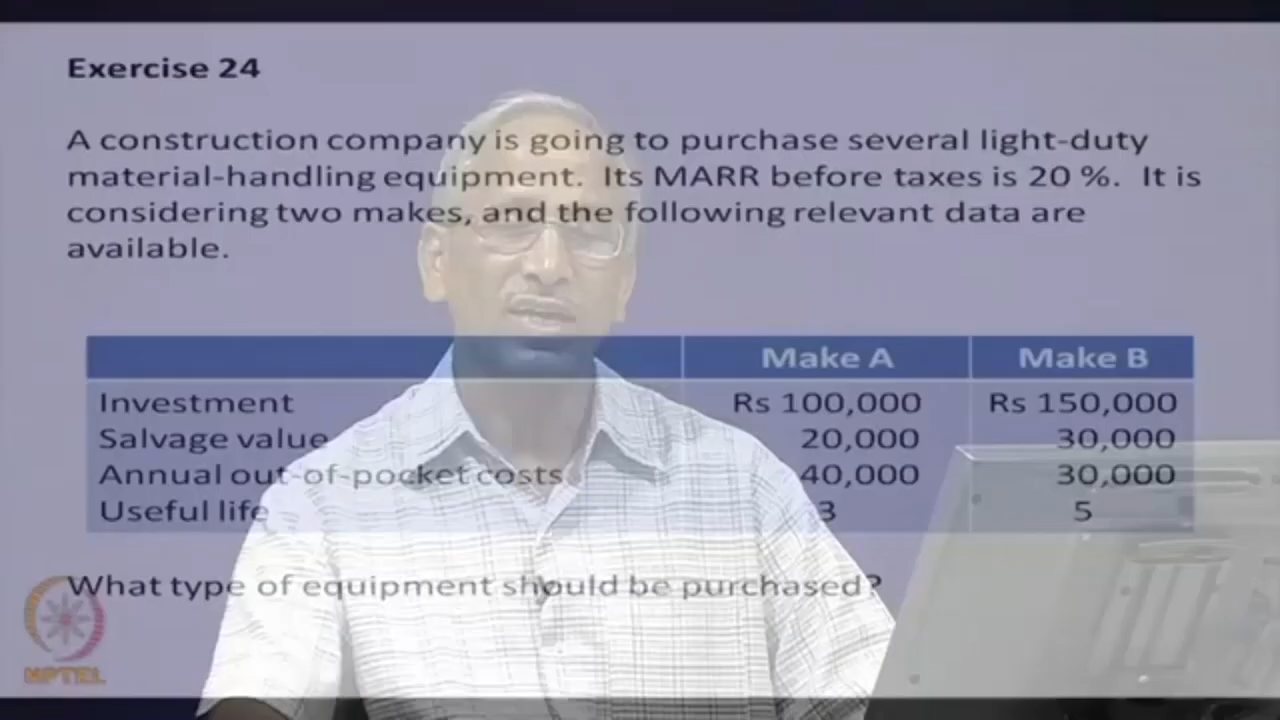 Exercise 24
A construction company is going to purchase several light-duty
material-handling equipment. Its MARR before taxes is 20 %. It is
considering two makes, and the following relevant data are
available.
Make A Make B
Investment Rs 100,000 Rs 150,000
Salvage value 20,000 30,000
Annual out-of-pocket costs 40,000 30,000
Useful life 3 5
What type of equipment should be purchased?
NPTEL